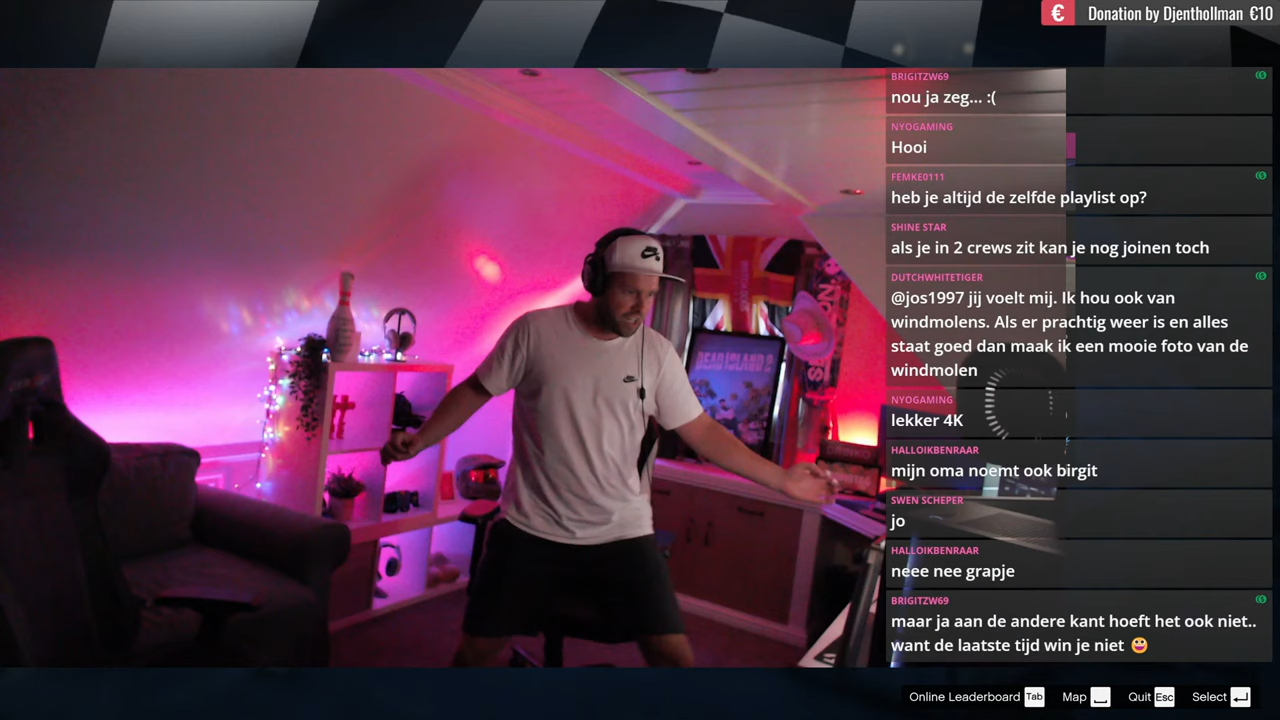 Donation by Djenthollman €10
BRIGITZW69
nou ja zeg... :(
NYOGAMING
Hooi
FEMKE0111
heb je altijd de zelfde playlist op?
SHINE STAR
als je in 2 crews zit kan je nog joinen toch
DUTCHWHITETIGER
@jos1997 jij voelt mij. Ik hou ook van
windmolens. Als er prachtig weer is en alles
staat goed dan maak ik een mooie foto van de
windmolen
NYOGAMING
lekker 4K
HALLOIKBENRAAR
mijn oma noemt ook birgit
SWEN SCHEPER
jo
HALLOIKBENRAAR
neee nee grapje
BRIGITZW69
maar ja aan de andere kant hoeft het ook niet..
want de laatste tijd win je niet 😀
DEAD ISLAND 2
Online Leaderboard Tab Map Quit Esc Select